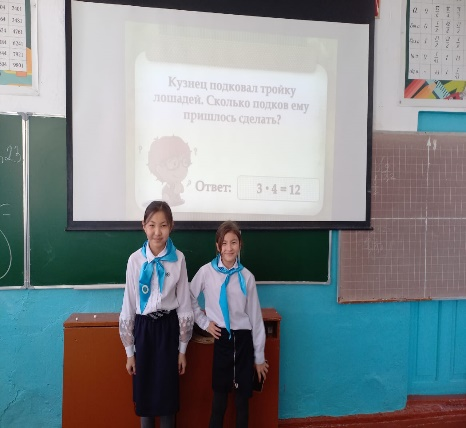 Кузнец подковал тройку
лошадей. Сколько подков ему
пришлось сделать?
Ответ: 3 • 4 = 12